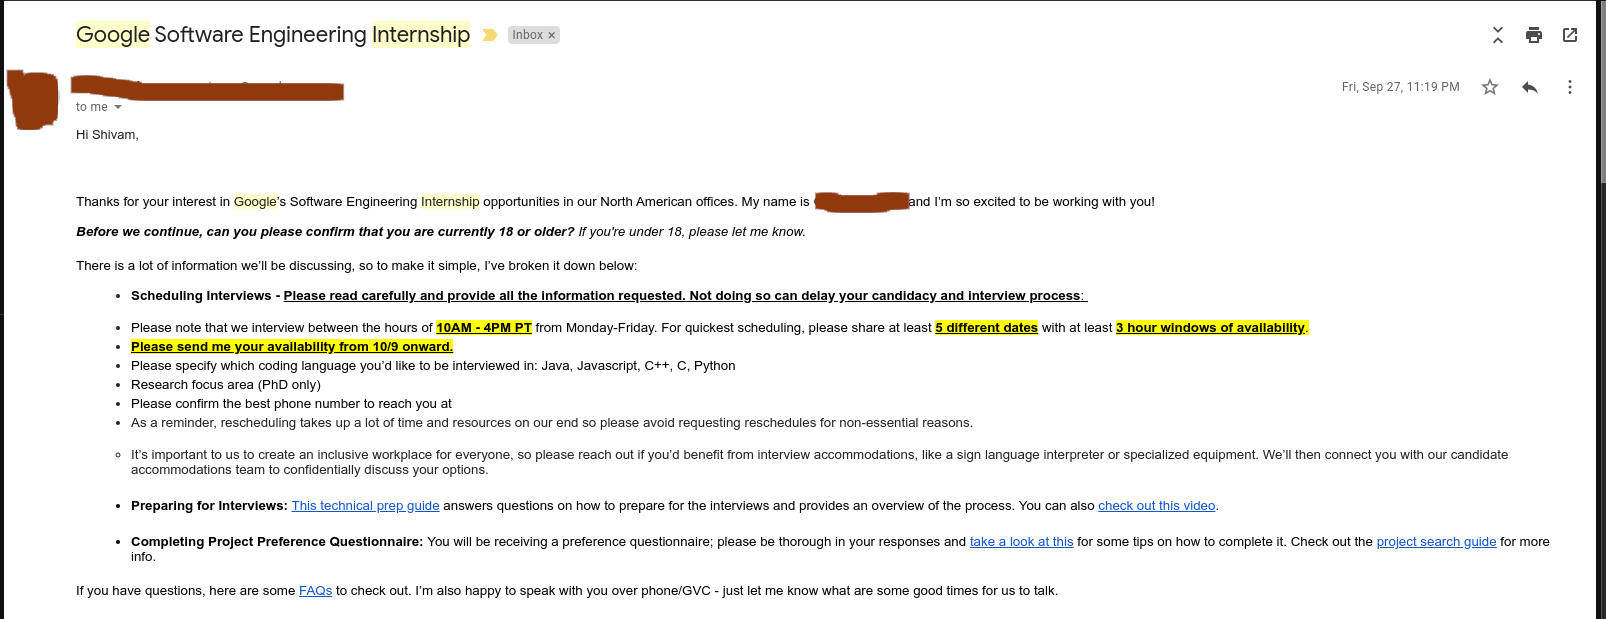 Google Software Engineering Internship Inbox ×
Fri, Sep 27, 11:19 PM
to me
Hi Shivam,
Thanks for your interest in Google's Software Engineering Internship opportunities in our North American offices. My name is and I'm so excited to be working with you!
Before we continue, can you please confirm that you are currently 18 or older? If you're under 18, please let me know.
There is a lot of information we'll be discussing, so to make it simple, I've broken it down below:
• Scheduling Interviews - Please read carefully and provide all the information requested. Not doing so can delay your candidacy and interview process:
• Please note that we interview between the hours of 10AM - 4PM PT from Monday-Friday. For quickest scheduling, please share at least 5 different dates with at least 3 hour windows of availability.
• Please send me your availability from 10/9 onward.
• Please specify which coding language you'd like to be interviewed in: Java, Javascript, C++, C, Python
• Research focus area (PhD only)
• Please confirm the best phone number to reach you at
• As a reminder, rescheduling takes up a lot of time and resources on our end so please avoid requesting reschedules for non-essential reasons.
◦ It's important to us to create an inclusive workplace for everyone, so please reach out if you'd benefit from interview accommodations, like a sign language interpreter or specialized equipment. We'll then connect you with our candidate
accommodations team to confidentially discuss your options.
• Preparing for Interviews: This technical prep guide answers questions on how to prepare for the interviews and provides an overview of the process. You can also check out this video.
• Completing Project Preference Questionnaire: You will be receiving a preference questionnaire; please be thorough in your responses and take a look at this for some tips on how to complete it. Check out the project search guide for more
info.
If you have questions, here are some FAQs to check out. I'm also happy to speak with you over phone/GVC - just let me know what are some good times for us to talk.